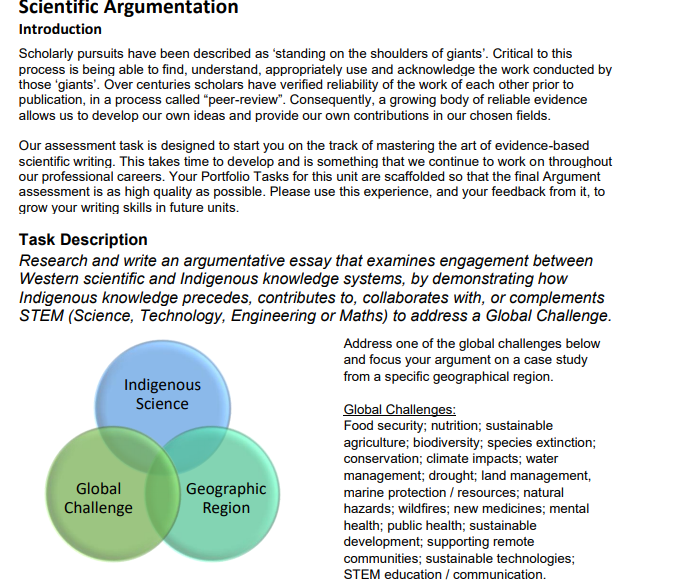 Scientific Argumentation
Introduction
Scholarly pursuits have been described as ‘standing on the shoulders of giants’. Critical to this
process is being able to find, understand, appropriately use and acknowledge the work conducted by
those ‘giants’. Over centuries scholars have verified reliability of the work of each other prior to
publication, in a process called “peer-review”. Consequently, a growing body of reliable evidence
allows us to develop our own ideas and provide our own contributions in our chosen fields.
Our assessment task is designed to start you on the track of mastering the art of evidence-based
scientific writing. This takes time to develop and is something that we continue to work on throughout
our professional careers. Your Portfolio Tasks for this unit are scaffolded so that the final Argument
assessment is as high quality as possible. Please use this experience, and your feedback from it, to
grow your writing skills in future units.
Task Description
Research and write an argumentative essay that examines engagement between
Western scientific and Indigenous knowledge systems, by demonstrating how
Indigenous knowledge precedes, contributes to, collaborates with, or complements
STEM (Science, Technology, Engineering or Maths) to address a Global Challenge.
Indigenous
Science
Global
Challenge
Geographic
Region
Address one of the global challenges below
and focus your argument on a case study
from a specific geographical region.
Global Challenges:
Food security; nutrition; sustainable
agriculture; biodiversity; species extinction;
conservation; climate impacts; water
management; drought; land management,
marine protection / resources; natural
hazards; wildfires; new medicines; mental
health; public health; sustainable
development; supporting remote
communities; sustainable technologies;
STEM education / communication.